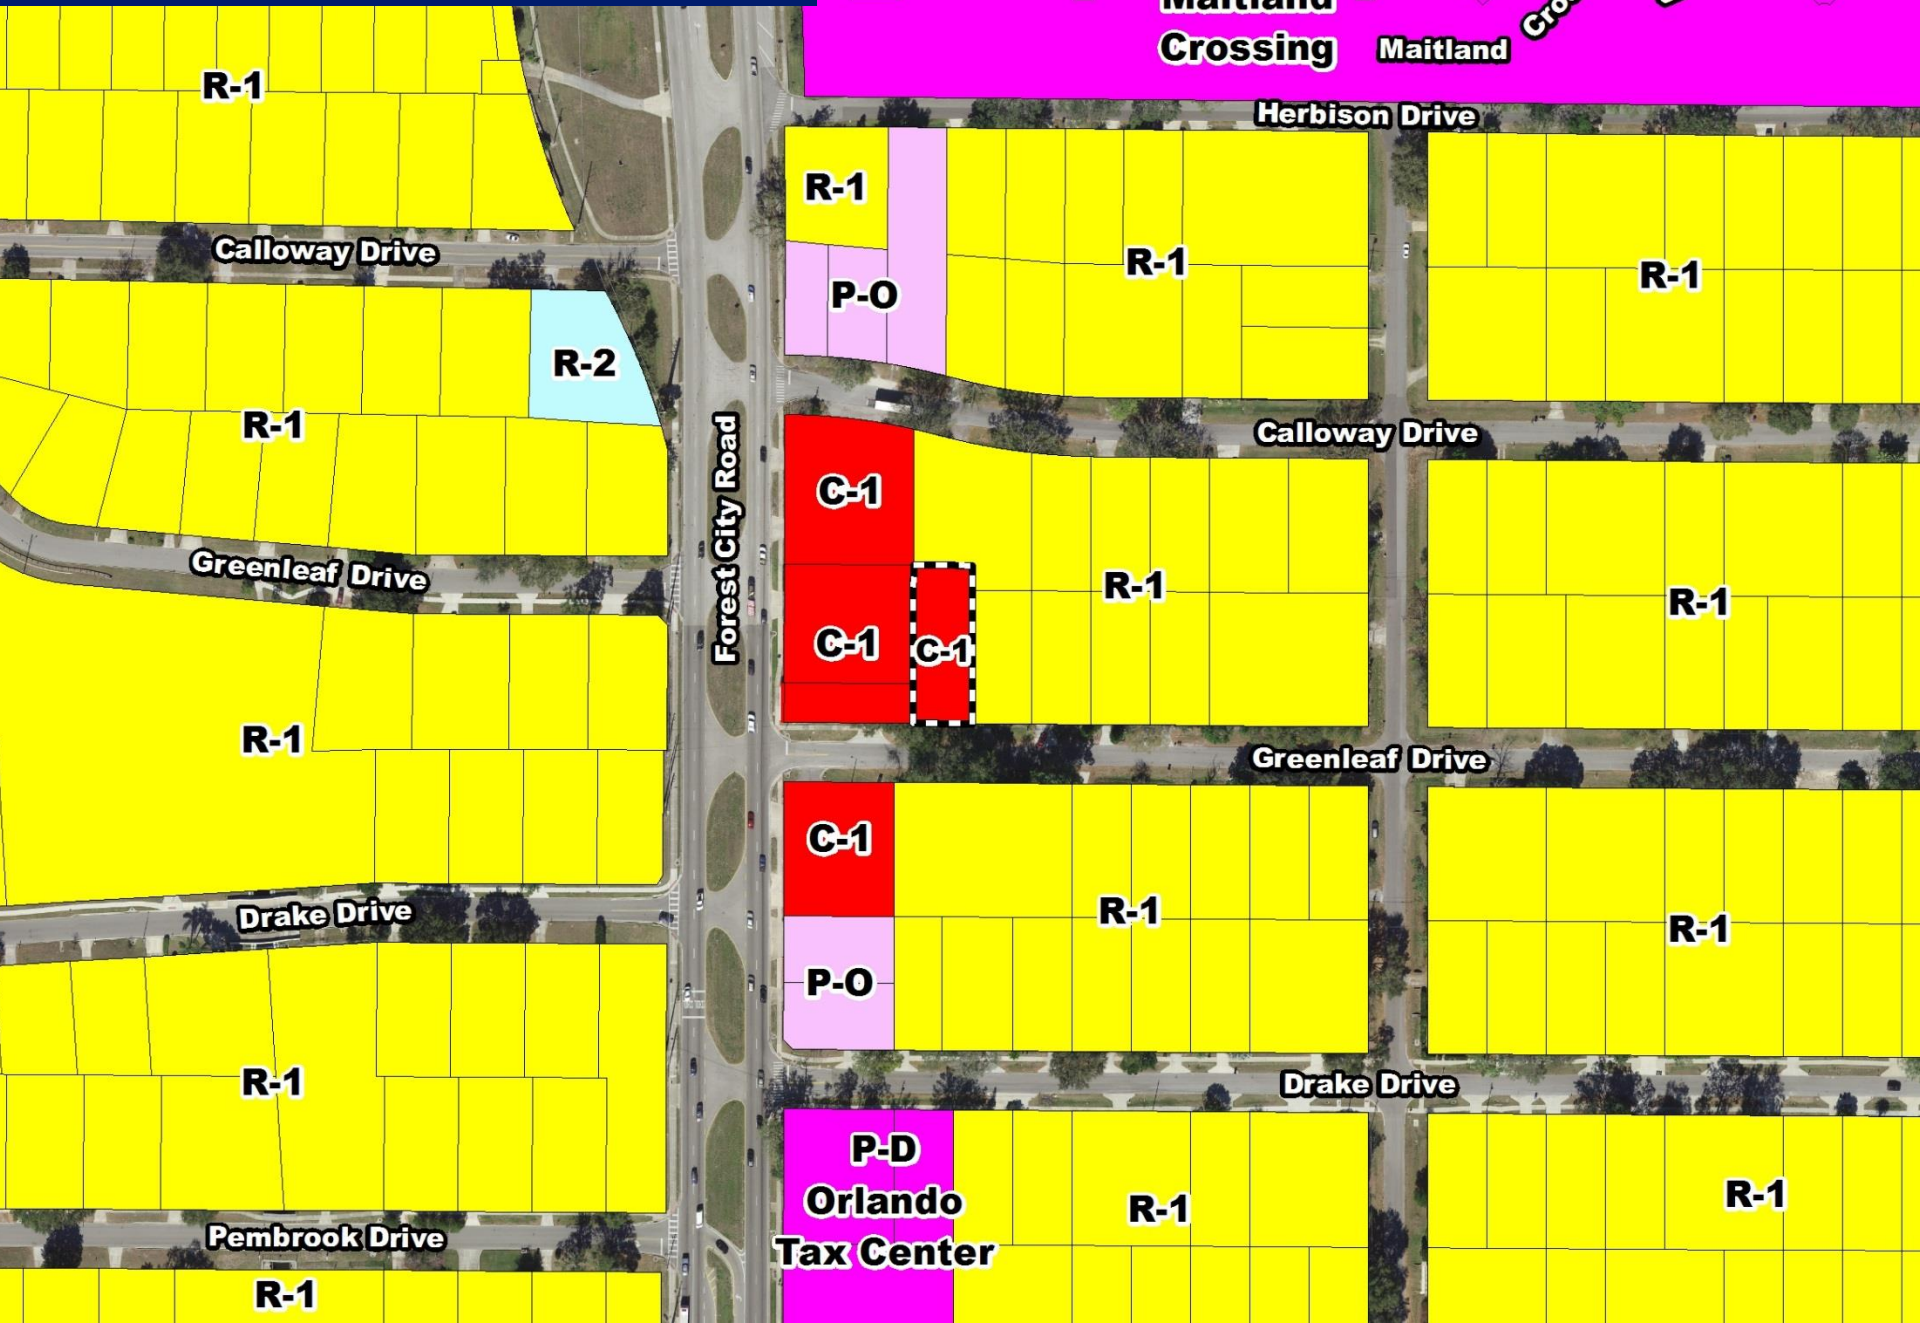 Maitland
Crossing
Maitland
Herbison Drive
R-1
R-1
Calloway Drive
P-O
R-1
R-1
R-2
R-1
Calloway Drive
Forest City Road
C-1
Greenleaf Drive
R-1
R-1
C-1
C-1
R-1
Greenleaf Drive
C-1
R-1
R-1
Drake Drive
P-O
R-1
Drake Drive
P-D
Orlando
Tax Center
R-1
R-1
Pembrook Drive
R-1